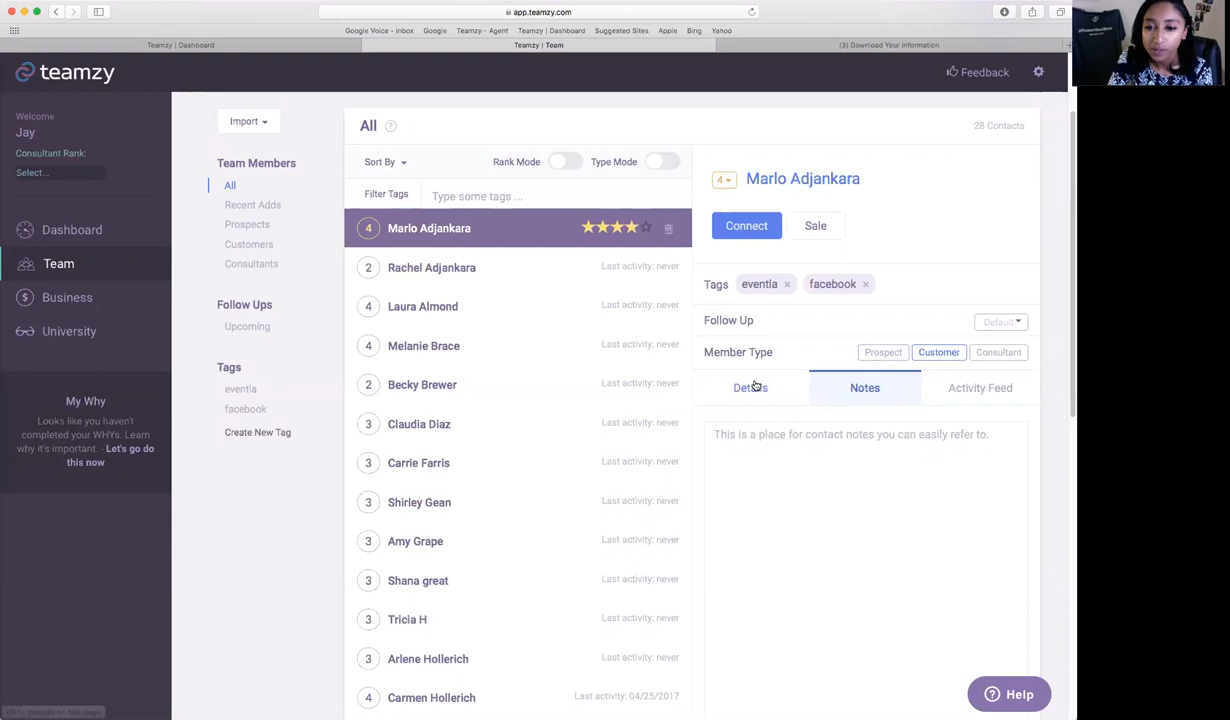 app.teamzy.com
Google Voice - inbox Google Teamzy - Agent Teamzy | Dashboard Suggested Sites Apple Bing Yahoo
Teamzy | Dashboard Teamzy | Team (3) Download Your Information
teamzy
Feedback
Welcome
Jay
Consultant Rank:
Select...
Dashboard
Team
Business
University
My Why
Looks like you haven't
completed your WHYs. Learn
why it's important. - Let's go do
this now
Import
Team Members
All
Recent Adds
Prospects
Customers
Consultants
Follow Ups
Upcoming
Tags
eventla
facebook
Create New Tag
All ?
28 Contacts
Sort By Rank Mode Type Mode
Filter Tags Type some tags ...
4 Marlo Adjankara
2 Rachel Adjankara Last activity: never
4 Laura Almond Last activity: never
4 Melanie Brace Last activity: never
2 Becky Brewer Last activity: never
3 Claudia Diaz Last activity: never
3 Carrie Farris Last activity: never
3 Shirley Gean Last activity: never
3 Amy Grape Last activity: never
3 Shana great Last activity: never
3 Tricia H Last activity: never
3 Arlene Hollerich Last activity: never
4 Carmen Hollerich Last activity: 04/25/2017
4 Marlo Adjankara
Connect Sale
Tags eventla × facebook ×
Follow Up Default
Member Type Prospect Customer Consultant
Details Notes Activity Feed
This is a place for contact notes you can easily refer to.
? Help